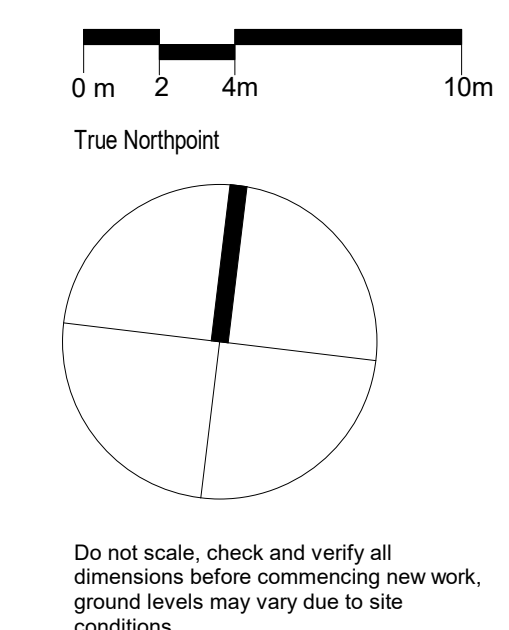 0 m 2 4m 10m
True Northpoint
Do not scale, check and verify all
dimensions before commencing new work,
ground levels may vary due to site
conditions